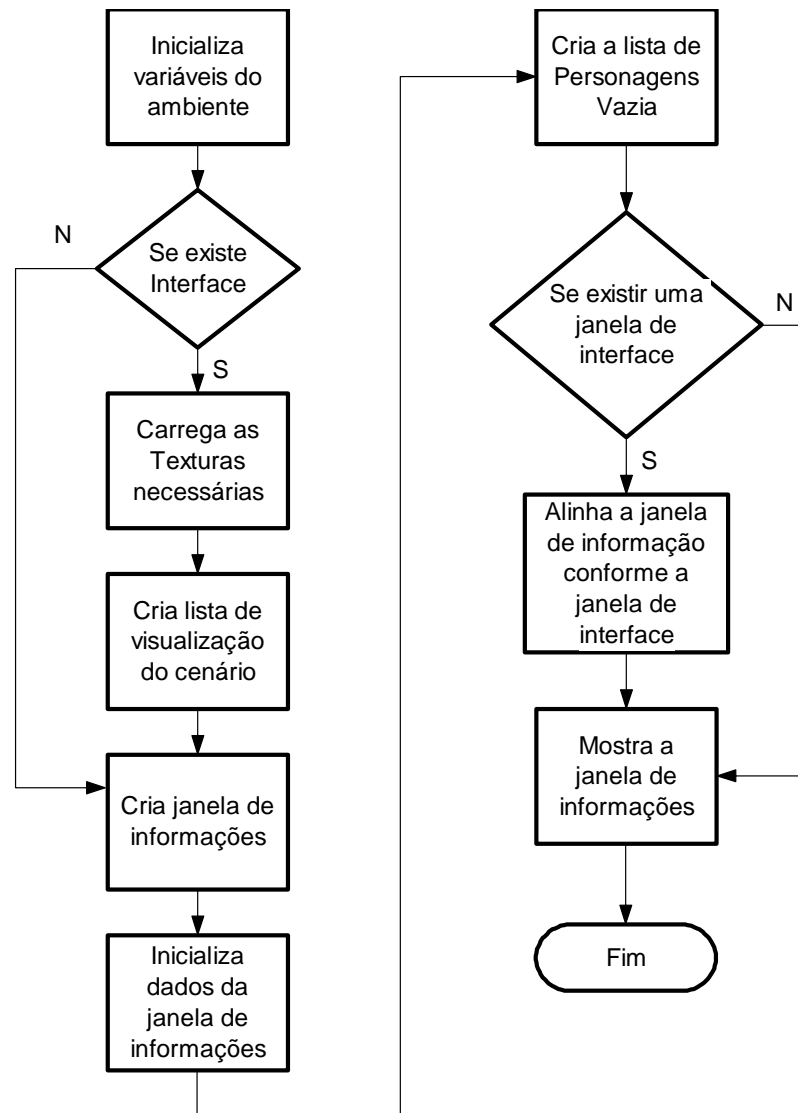 Inicializa
variáveis do
ambiente
N
Se existe
Interface
S
Carrega as
Texturas
necessárias
Cria lista de
visualização
do cenário
Cria janela de
informações
Inicializa
dados da
janela de
informações
Cria a lista de
Personagens
Vazia
Se existir uma
janela de
interface
N
S
Alinha a janela
de informação
conforme a
janela de
interface
Mostra a
janela de
informações
Fim